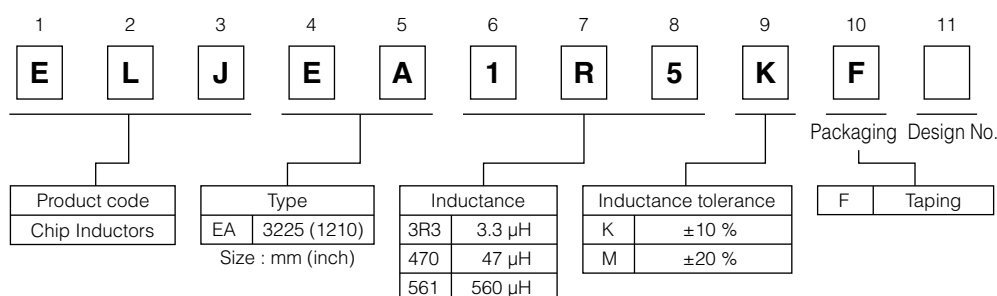 1 2 3 4 5 6 7 8 9 10 11
E L J E A 1 R 5 K F
Packaging Design No.
Product code
Chip Inductors
Type
EA 3225 (1210)
Size : mm (inch)
Inductance
3R3 3.3 µH
470 47 µH
561 560 µH
Inductance tolerance
K ±10 %
M ±20 %
F Taping